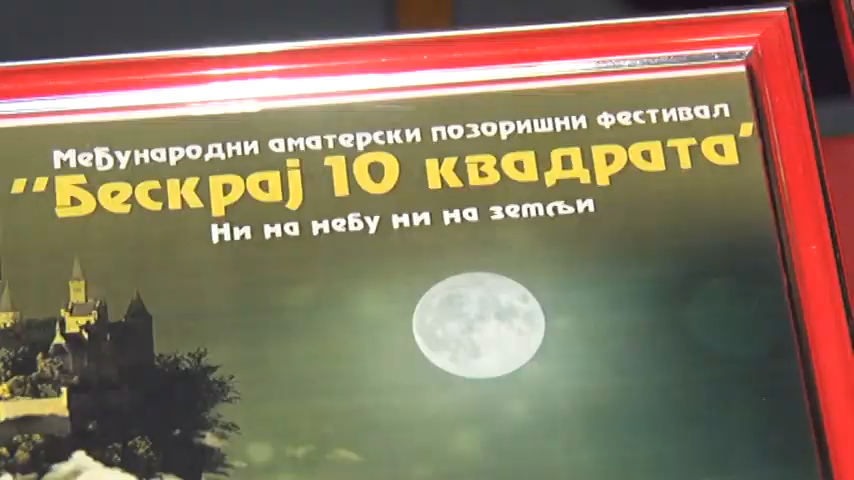 Међународни аматерски позоришни фестивал
"Бескрај 10 квадрата"
Ни на небу ни на земљи